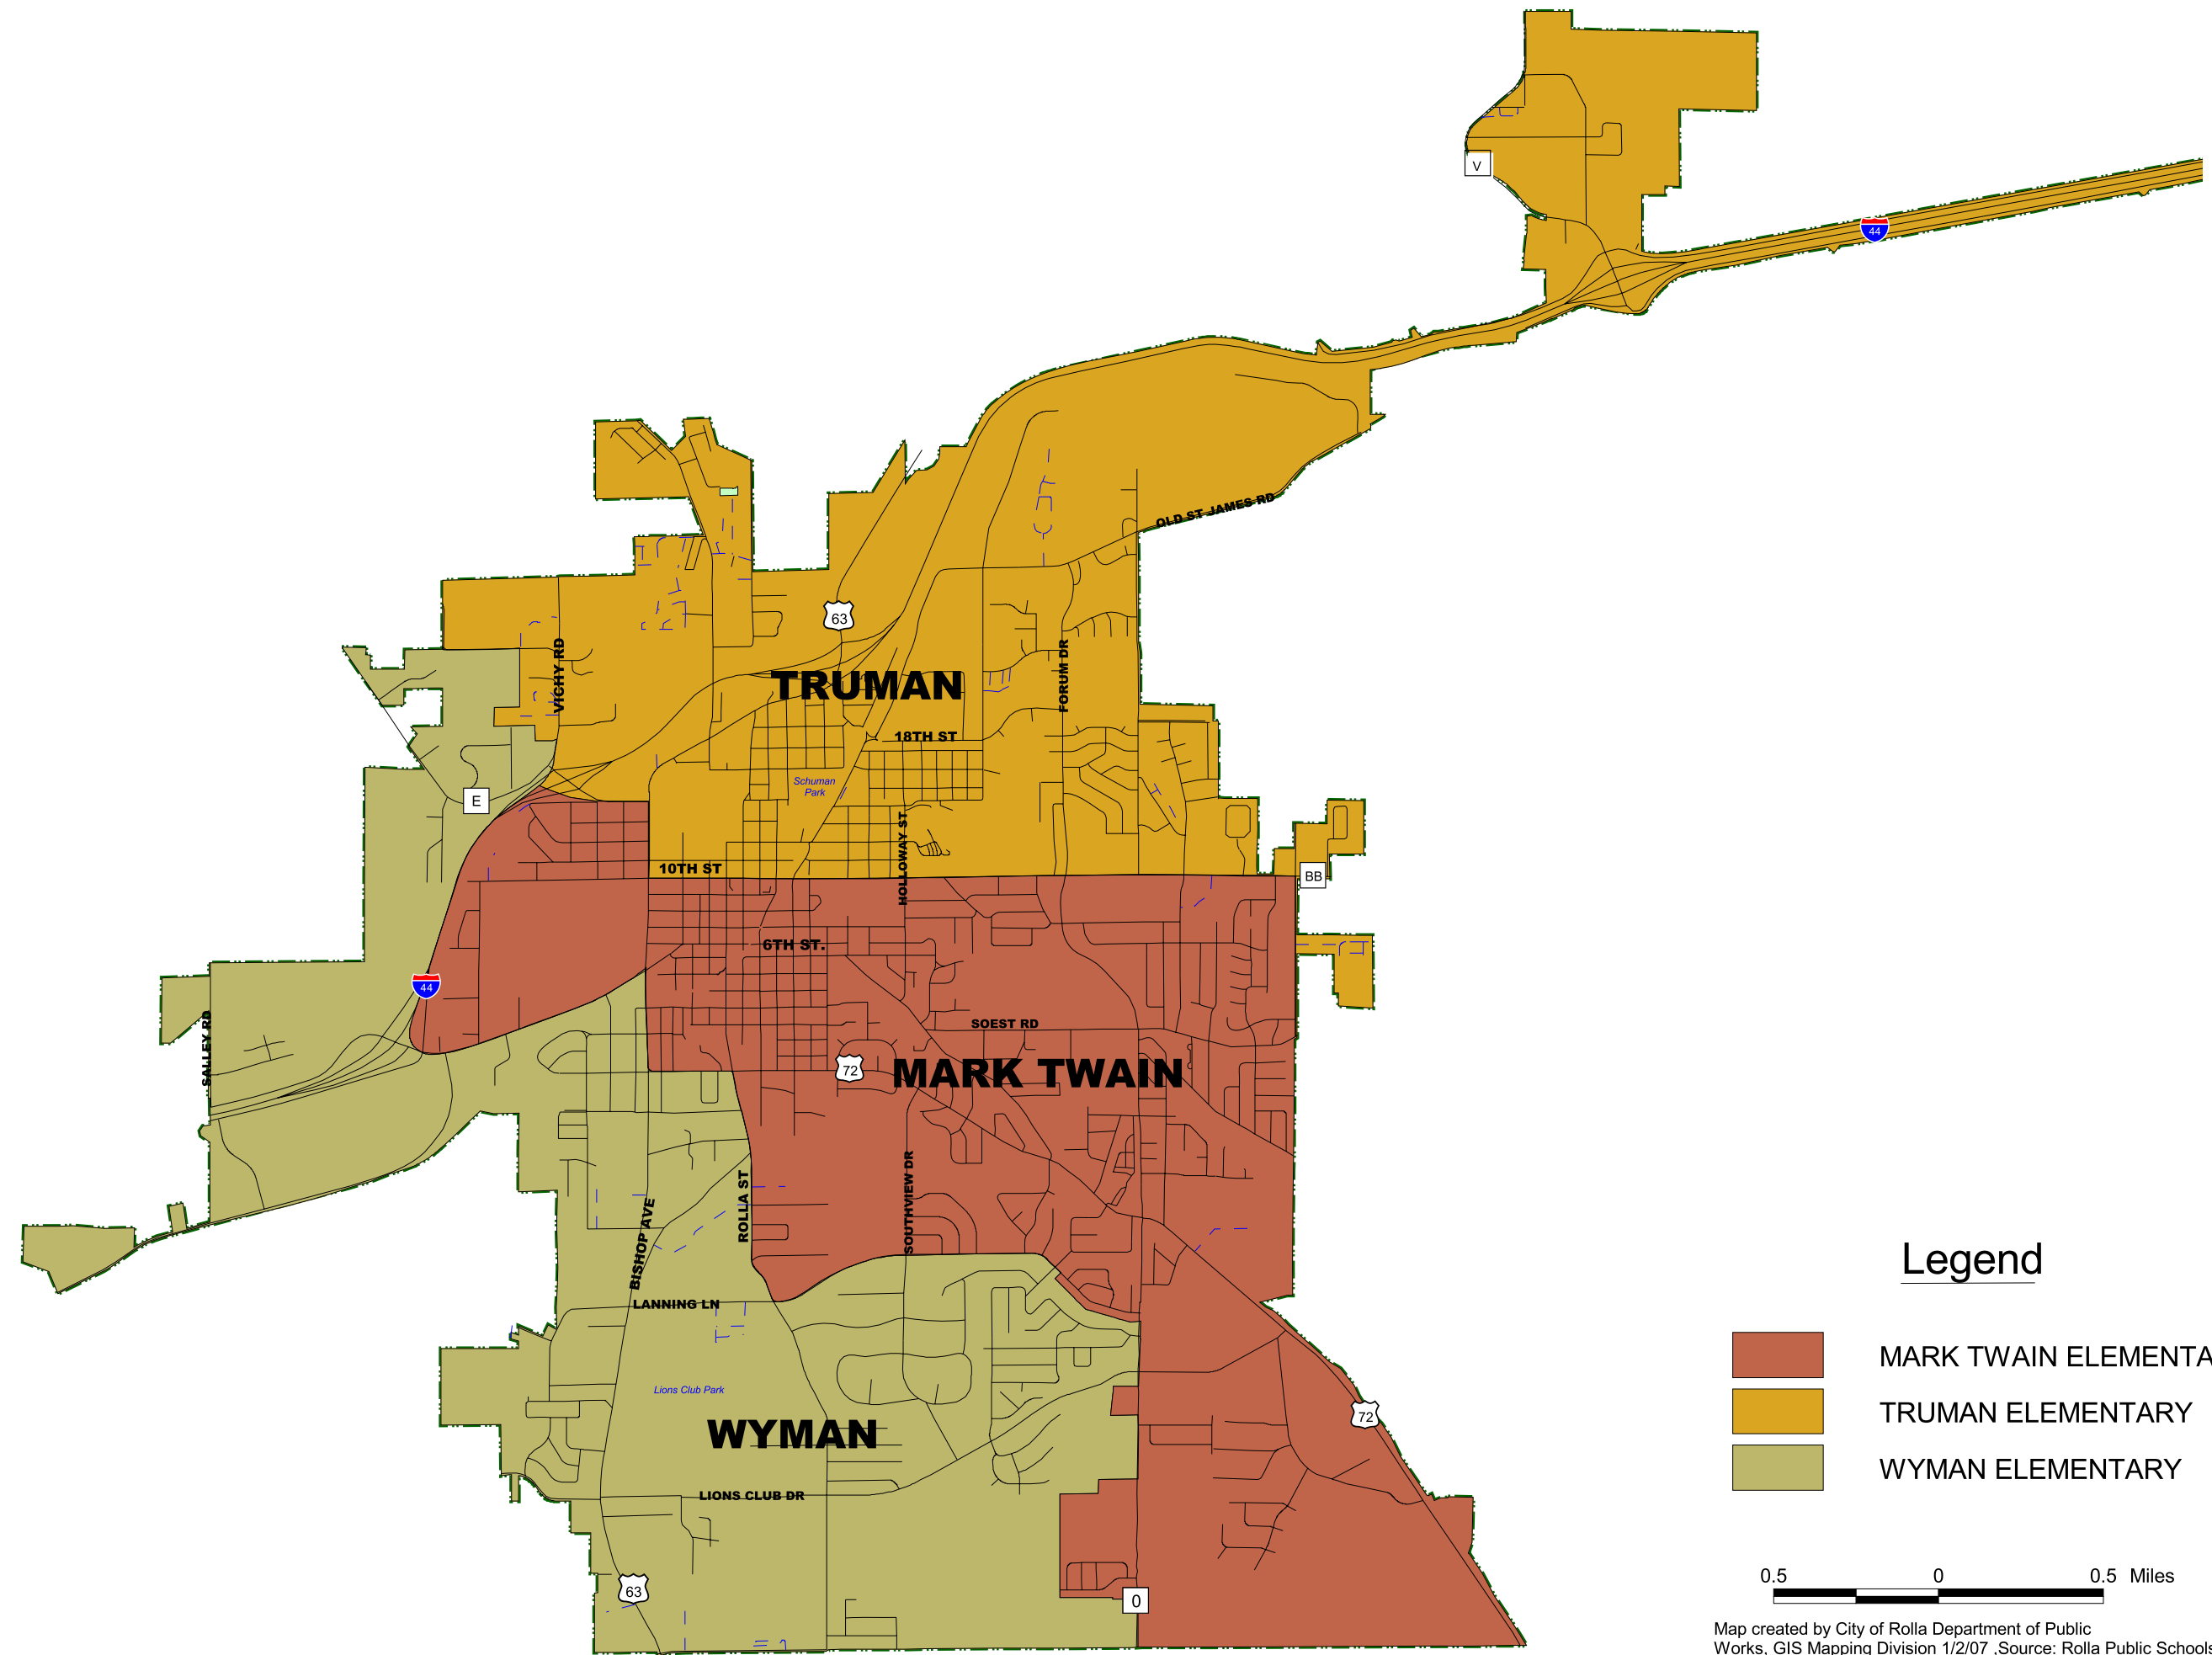 V
44
OLD ST JAMES RD
63
VICHY RD
FORUM DR
TRUMAN
18TH ST
Schuman
Park
E
HOLLOWAY ST
10TH ST
BB
6TH ST.
44
SALLEY RD
SOEST RD
72
MARK TWAIN
ROLLA ST
SOUTHVIEW DR
BISHOP AVE
LANNING LN
Lions Club Park
WYMAN
72
LIONS CLUB DR
63
0
Legend
MARK TWAIN ELEMENTA
TRUMAN ELEMENTARY
WYMAN ELEMENTARY
0.5 0 0.5 Miles
Map created by City of Rolla Department of Public
Works, GIS Mapping Division 1/2/07 ,Source: Rolla Public Schools